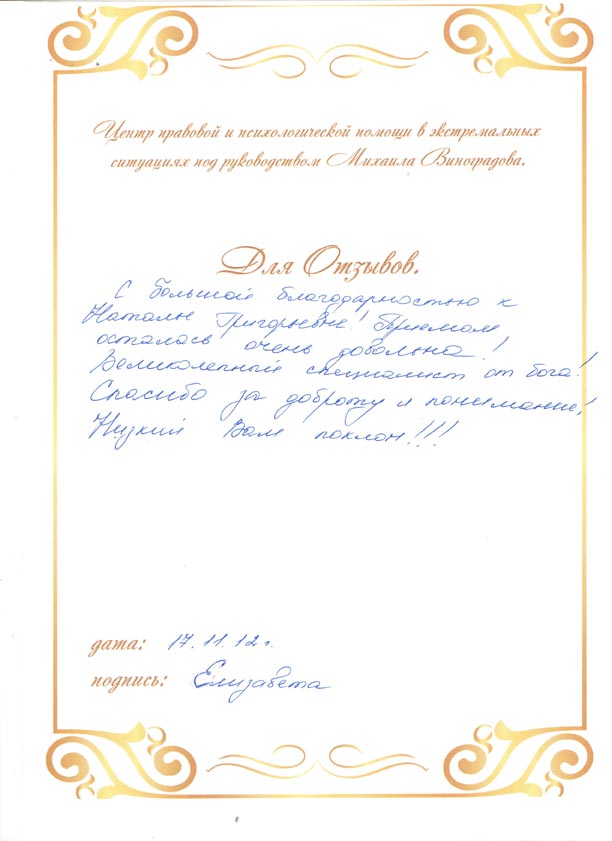 Центр правовой и психологической помощи в экстремальных
ситуациях под руководством Михаила Виноградова.
Для Отзывов.
С большой благодарностью к
Наталье Григорьевне! Приемом
осталась очень довольна!
Великолепный специалист от бога!
Спасибо за доброту и понимание!
Низкий Вам поклон!!!
дата: 17.11.12 г.
подпись: Елизавета